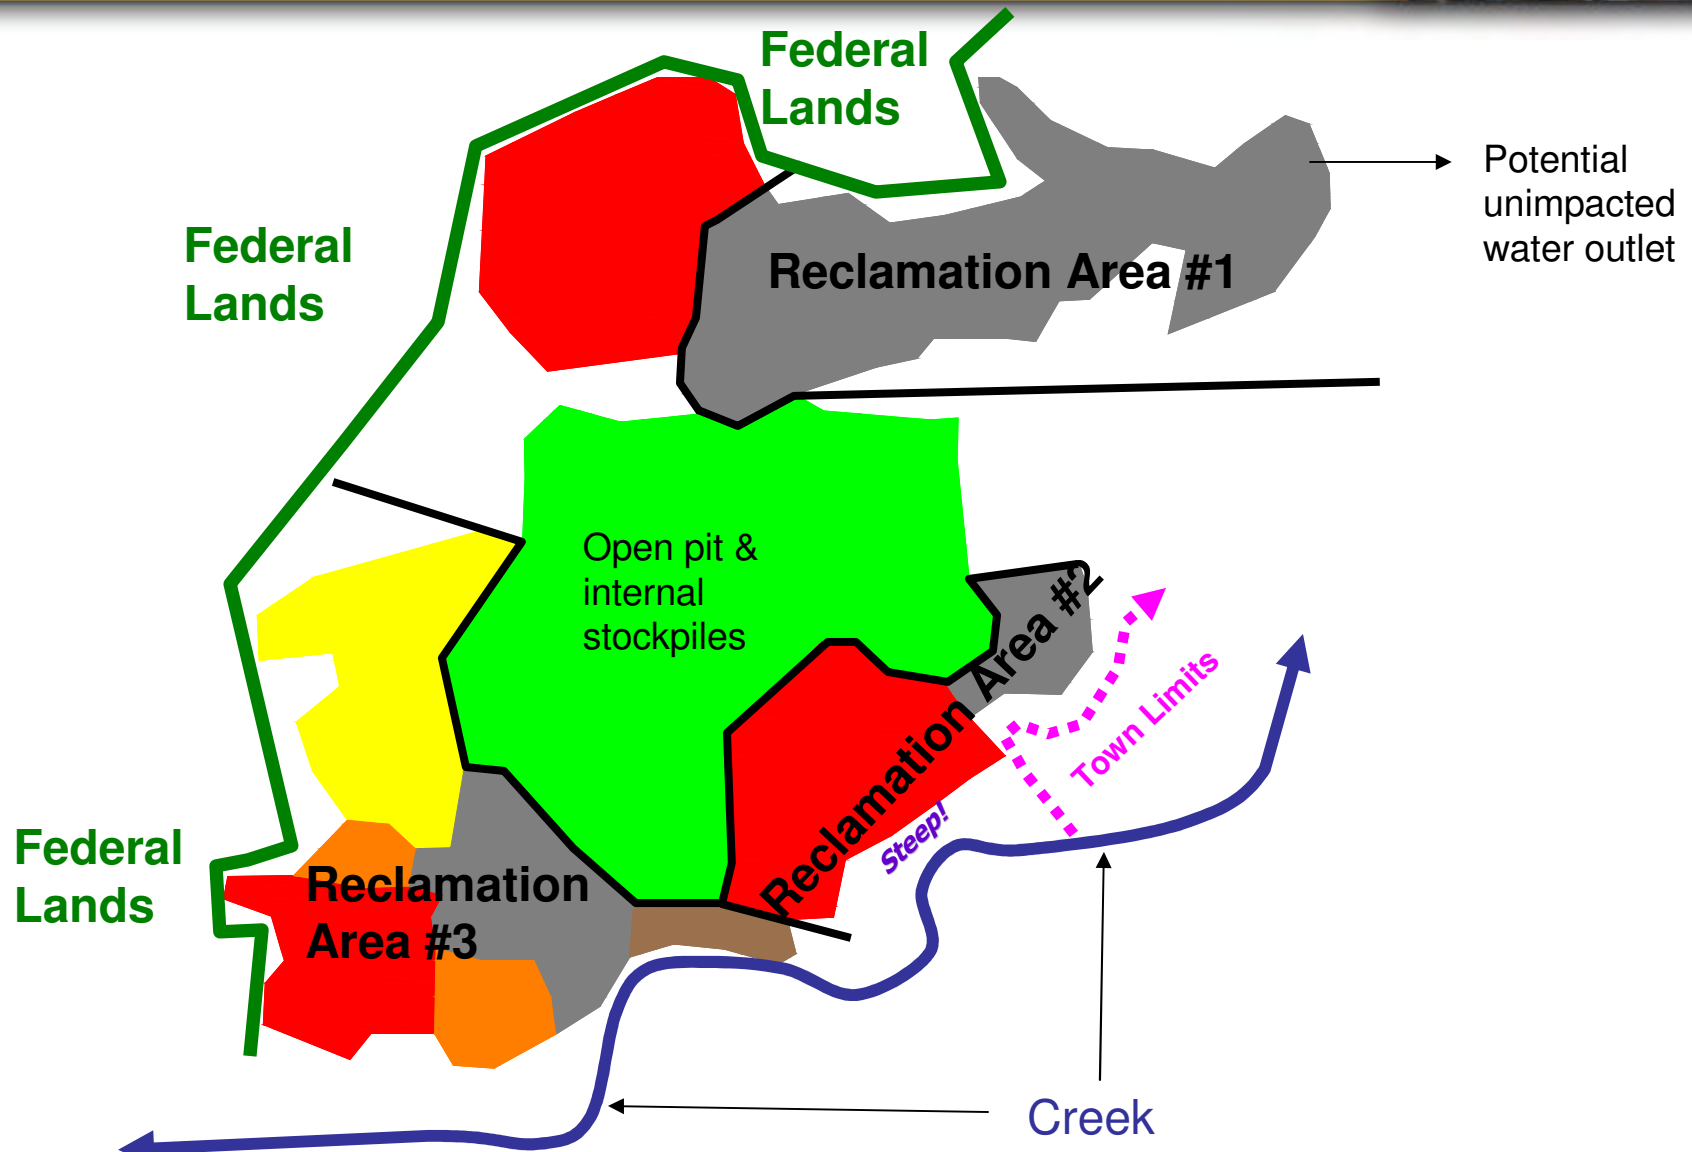 Federal
Lands
Potential
unimpacted
water outlet
Federal
Lands
Reclamation Area #1
Open pit &
internal
stockpiles
Reclamation Area #2
Town Limits
Steep!
Federal
Lands
Reclamation
Area #3
Creek